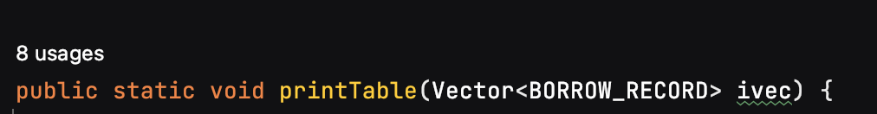 8 usages
public static void printTable(Vector<BORROW_RECORD> ivec) {